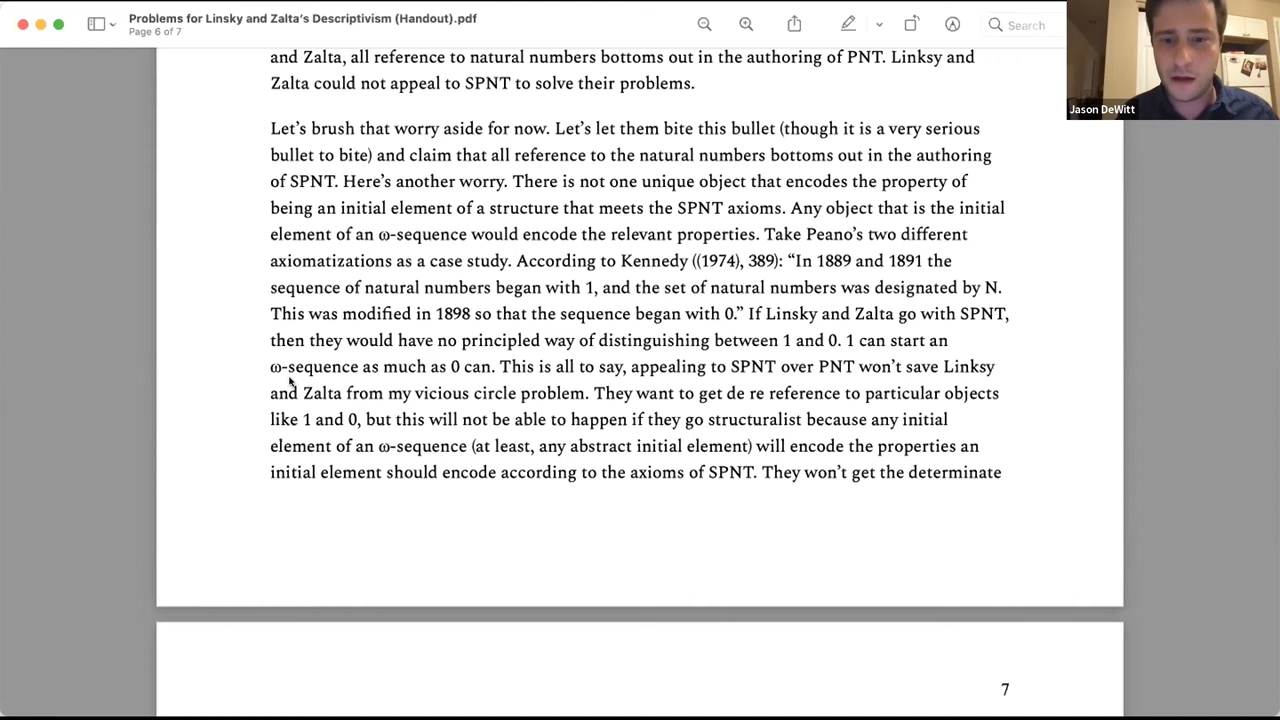 Problems for Linsky and Zalta's Descriptivism (Handout).pdf
Page 6 of 7
Search
Jason DeWitt
and Zalta, all reference to natural numbers bottoms out in the authoring of PNT. Linksy and
Zalta could not appeal to SPNT to solve their problems.
Let's brush that worry aside for now. Let's let them bite this bullet (though it is a very serious
bullet to bite) and claim that all reference to the natural numbers bottoms out in the authoring
of SPNT. Here's another worry. There is not one unique object that encodes the property of
being an initial element of a structure that meets the SPNT axioms. Any object that is the initial
element of an ω-sequence would encode the relevant properties. Take Peano's two different
axiomatizations as a case study. According to Kennedy ((1974), 389): “In 1889 and 1891 the
sequence of natural numbers began with 1, and the set of natural numbers was designated by N.
This was modified in 1898 so that the sequence began with 0.” If Linsky and Zalta go with SPNT,
then they would have no principled way of distinguishing between 1 and 0. 1 can start an
ω-sequence as much as 0 can. This is all to say, appealing to SPNT over PNT won't save Linksy
and Zalta from my vicious circle problem. They want to get de re reference to particular objects
like 1 and 0, but this will not be able to happen if they go structuralist because any initial
element of an ω-sequence (at least, any abstract initial element) will encode the properties an
initial element should encode according to the axioms of SPNT. They won't get the determinate
7